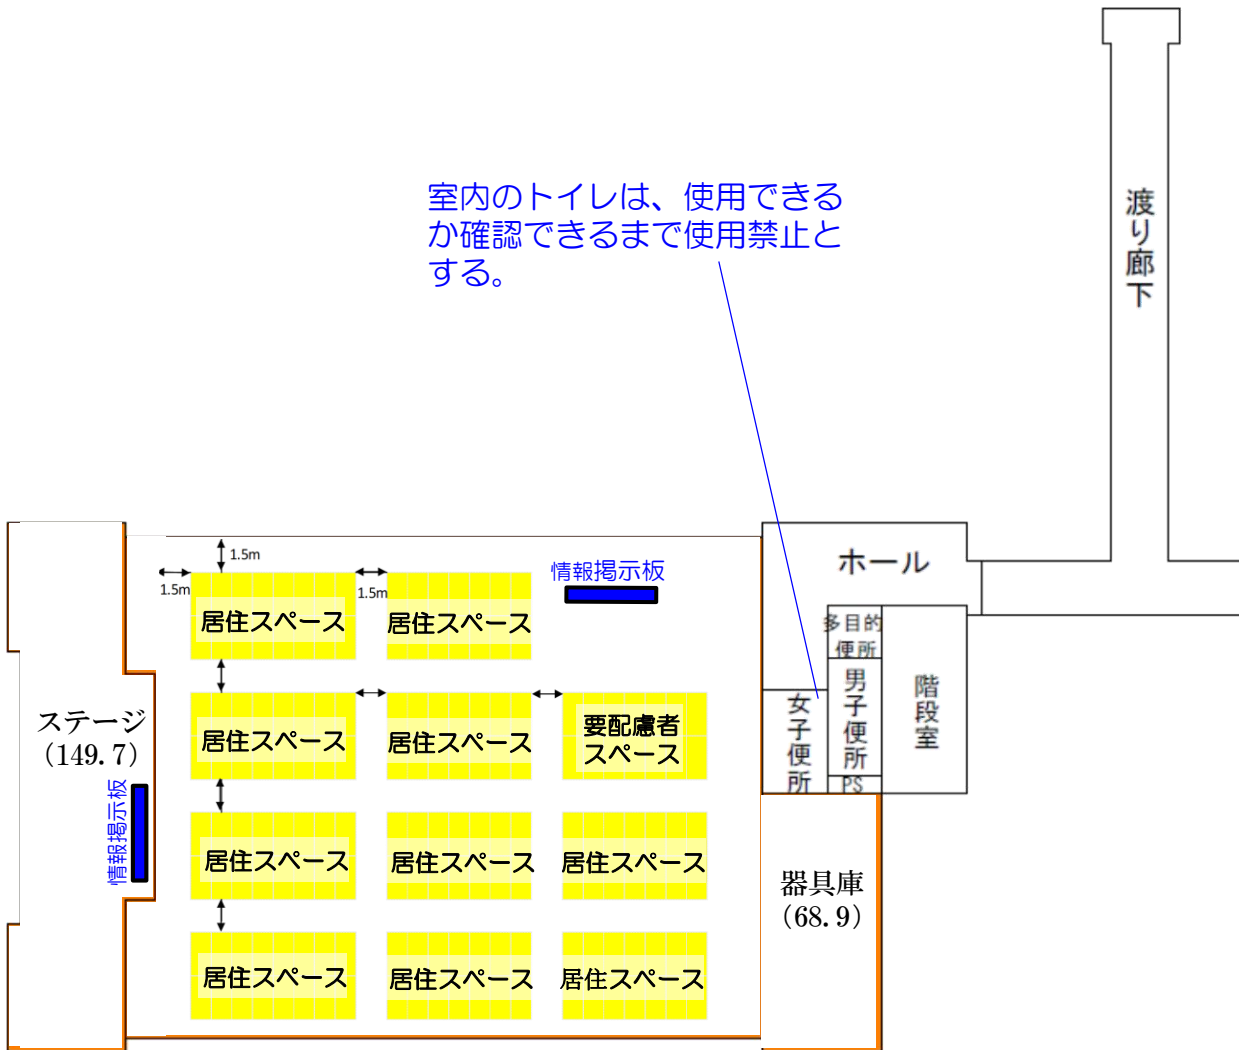 室内のトイレは、使用できる
か確認できるまで使用禁止と
する。
渡り廊下
1.5m
1.5m
1.5m
情報掲示板
ホール
居住スペース
居住スペース
多目的
便所
男子便所
女子便所
PS
階段室
ステージ
(149.7)
情報掲示板
居住スペース
居住スペース
要配慮者
スペース
居住スペース
居住スペース
居住スペース
器具庫
(68.9)
居住スペース
居住スペース
居住スペース